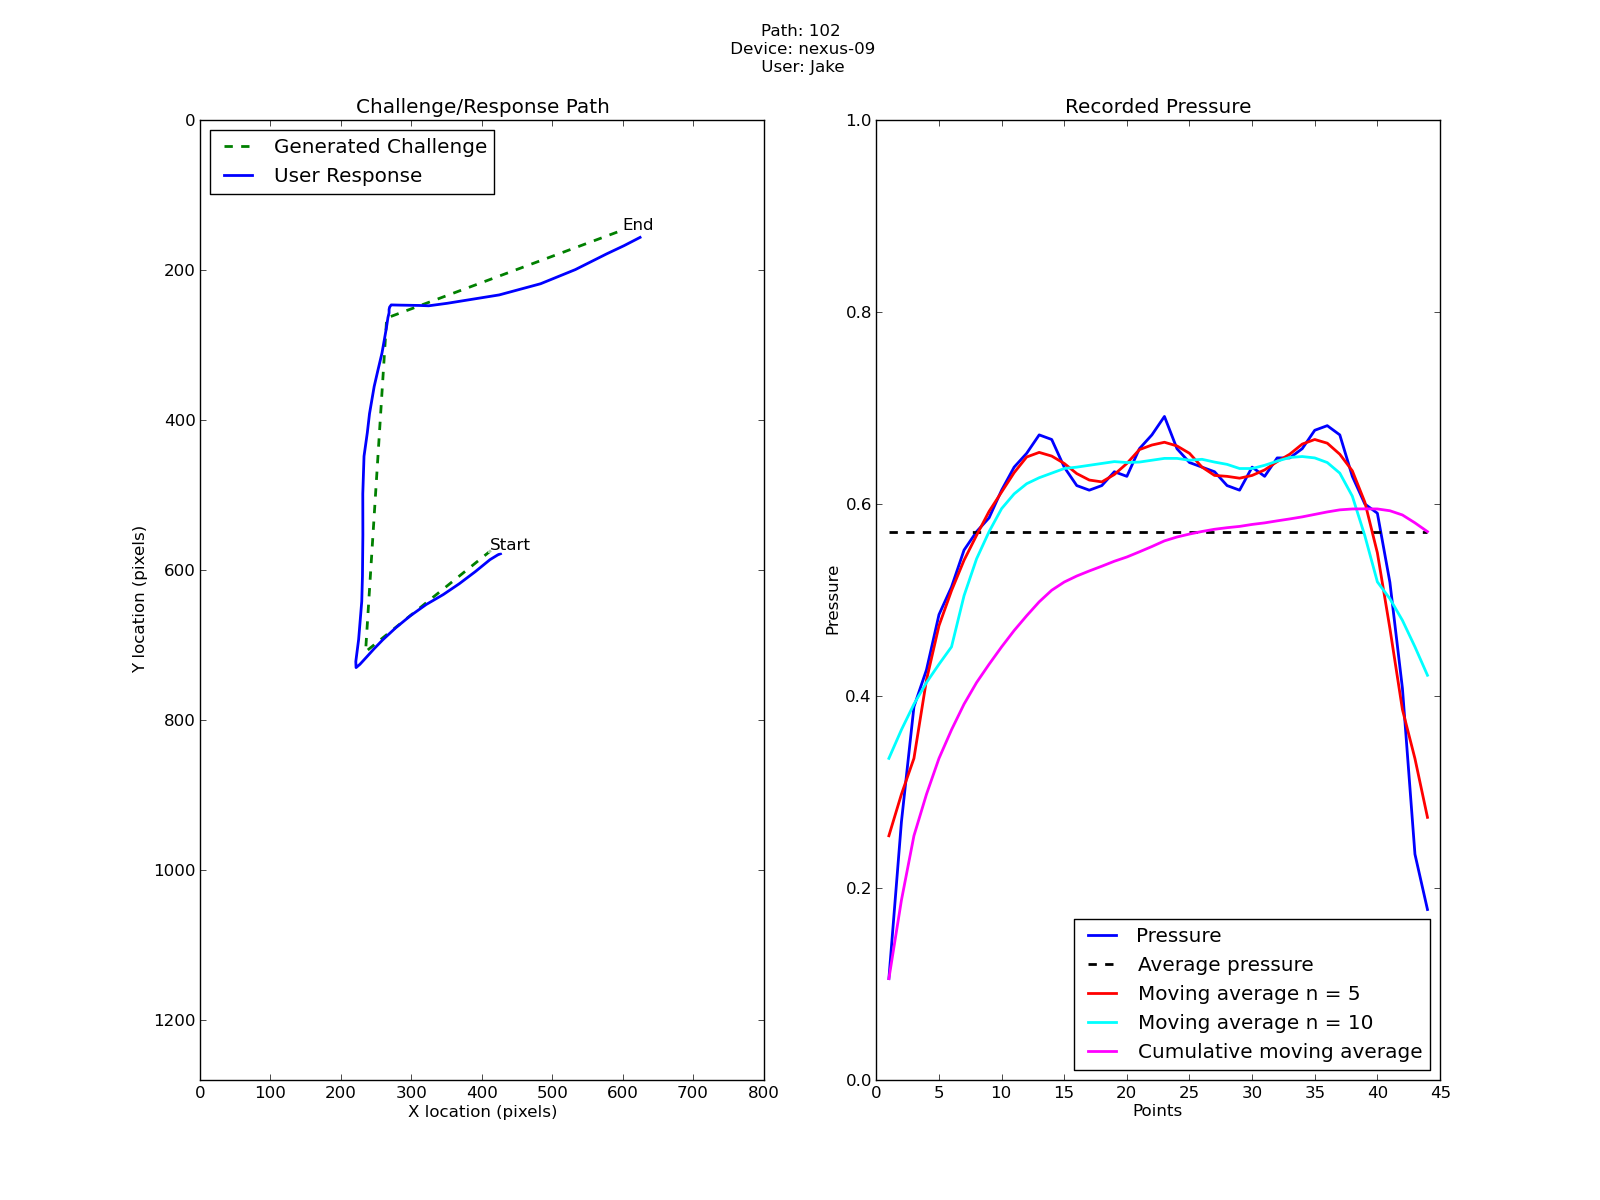 Path: 102
Device: nexus-09
User: Jake
Challenge/Response Path
Generated Challenge
User Response
End
Start
0
200
400
600
800
1000
1200
Y location (pixels)
0 100 200 300 400 500 600 700 800
X location (pixels)
Recorded Pressure
1.0
0.8
0.6
0.4
0.2
0.0
Pressure
Pressure
Average pressure
Moving average n = 5
Moving average n = 10
Cumulative moving average
0 5 10 15 20 25 30 35 40 45
Points